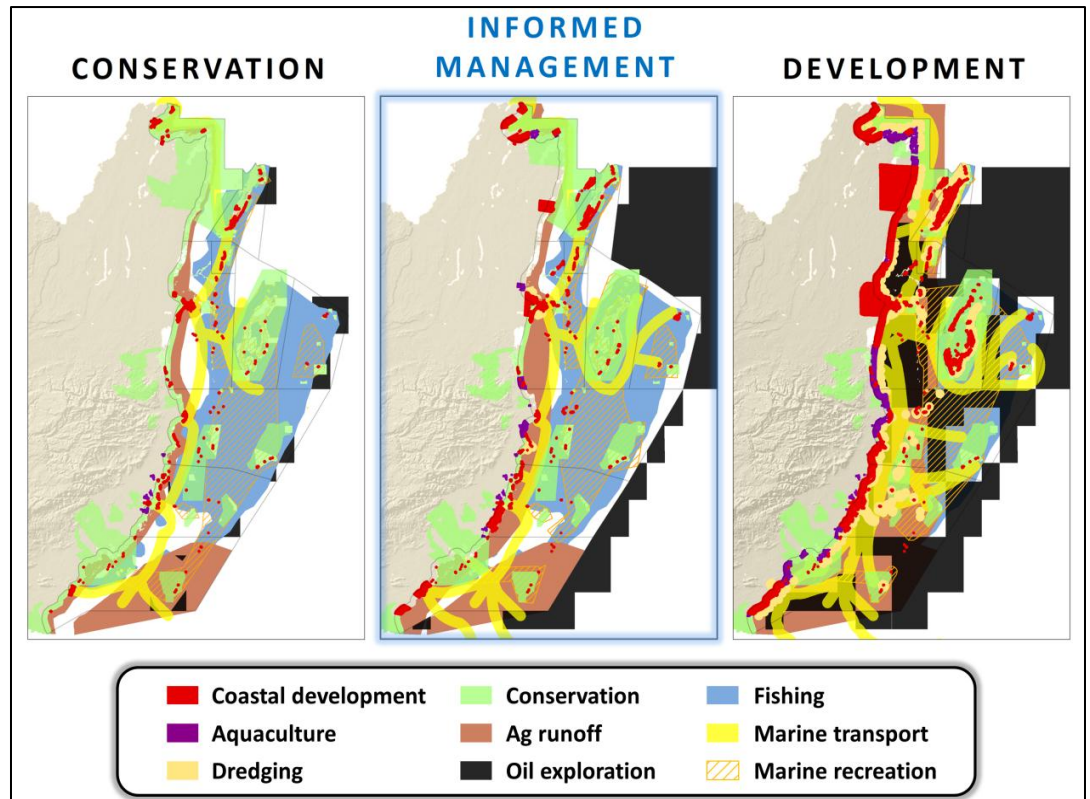 INFORMED
CONSERVATION MANAGEMENT DEVELOPMENT
Coastal development Conservation Fishing
Aquaculture Ag runoff Marine transport
Dredging Oil exploration Marine recreation